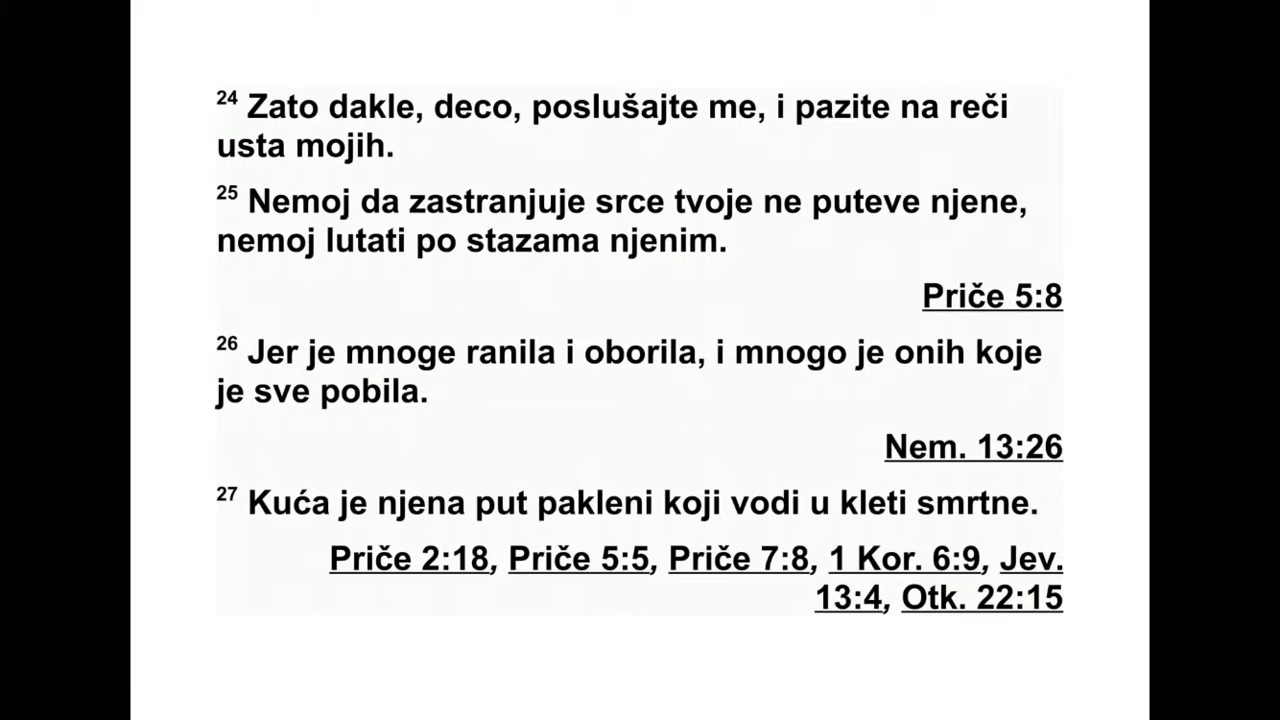 24 Zato dakle, deco, poslušajte me, i pazite na reči
usta mojih.
25 Nemoj da zastranjuje srce tvoje ne puteve njene,
nemoj lutati po stazama njenim.
Priče 5:8
26 Jer je mnoge ranila i oborila, i mnogo je onih koje
je sve pobila.
Nem. 13:26
27 Kuća je njena put pakleni koji vodi u kleti smrtne.
Priče 2:18, Priče 5:5, Priče 7:8, 1 Kor. 6:9, Jev.
13:4, Otk. 22:15